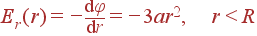 E_r(r) = −dφ/dr = −3ar², r < R